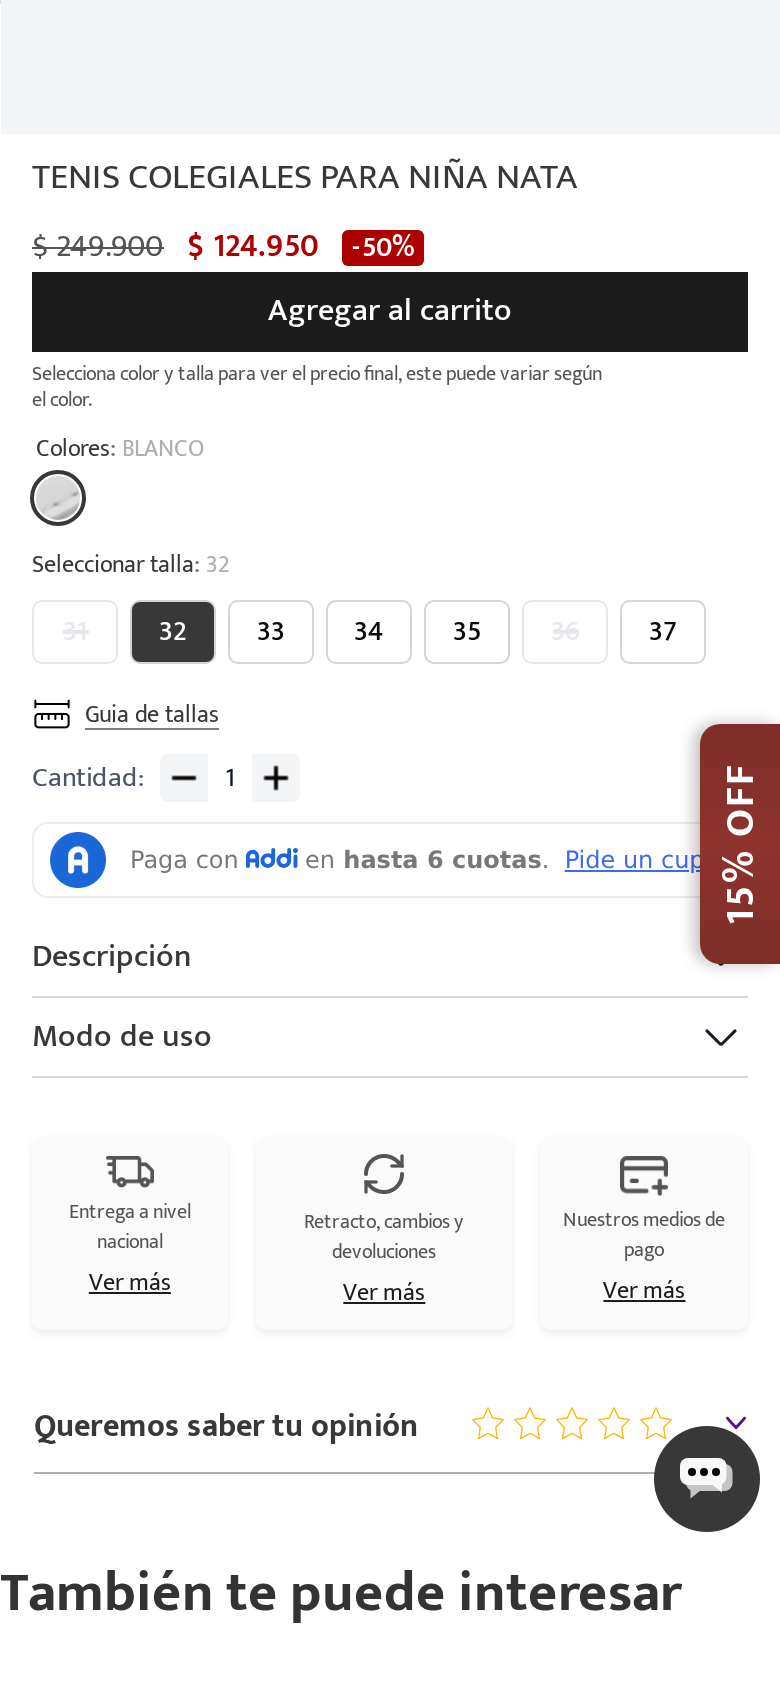 TENIS COLEGIALES PARA NIÑA NATA
$ 249.900 $ 124.950 -50%
Agregar al carrito
Selecciona color y talla para ver el precio final, este puede variar según
el color.
Colores: BLANCO
Seleccionar talla: 32
31 32 33 34 35 36 37
Guia de tallas
Cantidad: 1
15% OFF
A Paga con Addi en hasta 6 cuotas. Pide un cup
Descripción
Modo de uso
Entrega a nivel
nacional
Ver más
Retracto, cambios y
devoluciones
Ver más
Nuestros medios de
pago
Ver más
Queremos saber tu opinión
También te puede interesar